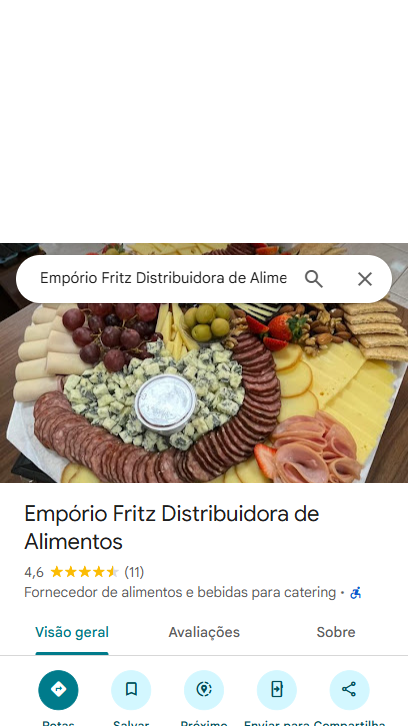 Empório Fritz Distribuidora de Alime
Empório Fritz Distribuidora de
Alimentos
4,6 (11)
Fornecedor de alimentos e bebidas para catering •
Visão geral Avaliações Sobre
Rotas Salvar Próximo Enviar para Compartilha